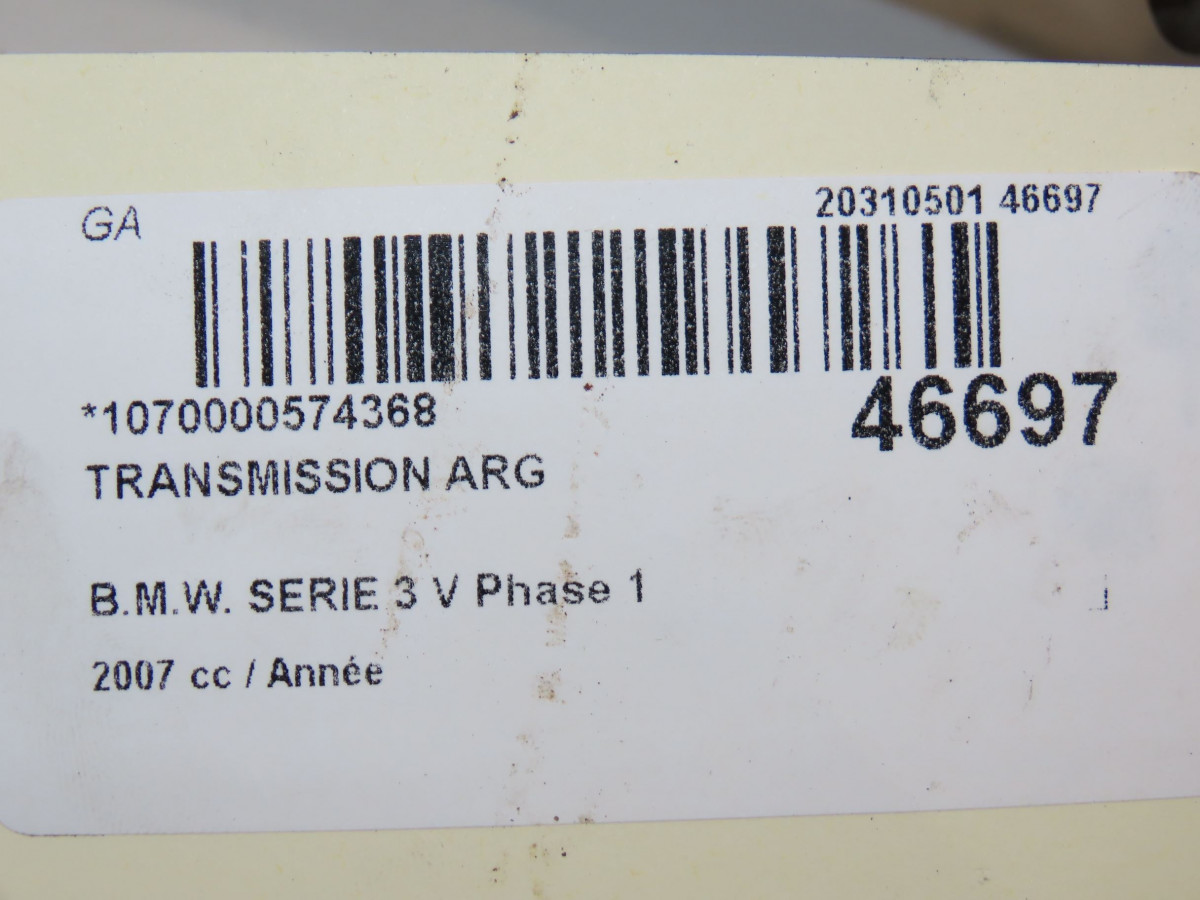 GA
20310501 46697
*1070000574368
46697
TRANSMISSION ARG
B.M.W. SERIE 3 V Phase 1
2007 cc / Année